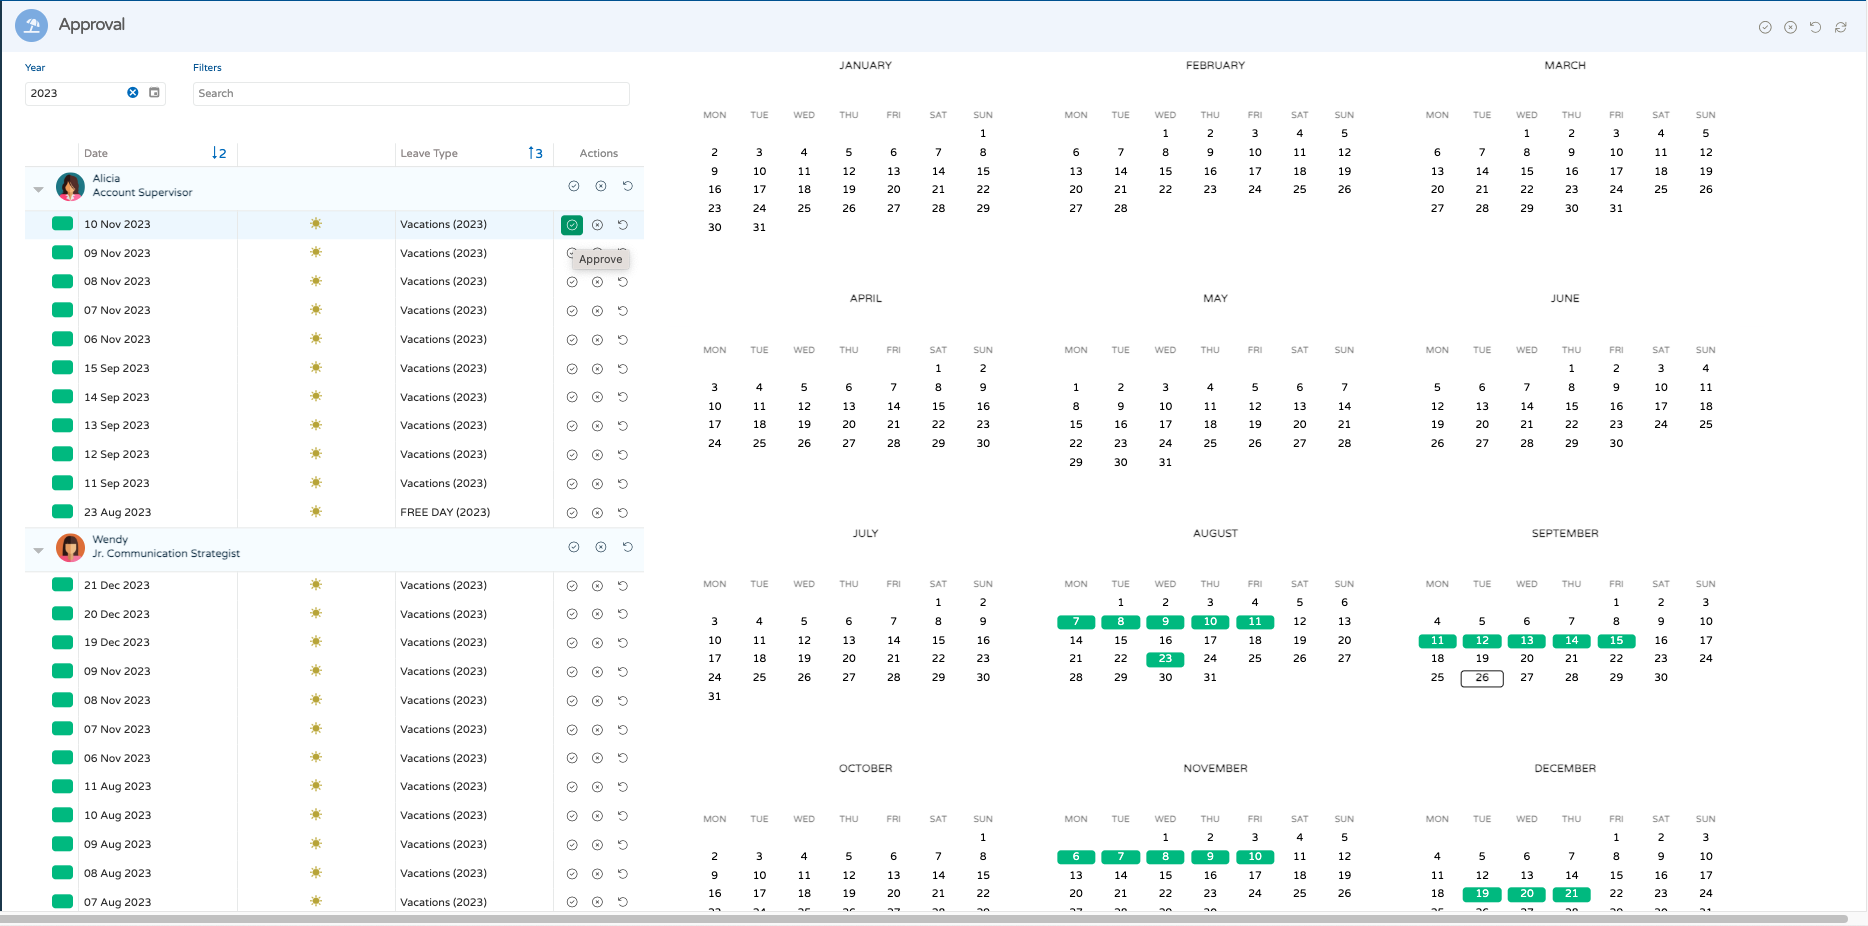 Approval
Year
Filters
2023
Search
Date 2 Leave Type 3 Actions
Alicia
Account Supervisor
10 Nov 2023 Vacations (2023)
09 Nov 2023 Vacations (2023)
Approve
08 Nov 2023 Vacations (2023)
07 Nov 2023 Vacations (2023)
06 Nov 2023 Vacations (2023)
15 Sep 2023 Vacations (2023)
14 Sep 2023 Vacations (2023)
13 Sep 2023 Vacations (2023)
12 Sep 2023 Vacations (2023)
11 Sep 2023 Vacations (2023)
23 Aug 2023 FREE DAY (2023)
Wendy
Jr. Communication Strategist
21 Dec 2023 Vacations (2023)
20 Dec 2023 Vacations (2023)
19 Dec 2023 Vacations (2023)
09 Nov 2023 Vacations (2023)
08 Nov 2023 Vacations (2023)
07 Nov 2023 Vacations (2023)
06 Nov 2023 Vacations (2023)
11 Aug 2023 Vacations (2023)
10 Aug 2023 Vacations (2023)
09 Aug 2023 Vacations (2023)
08 Aug 2023 Vacations (2023)
07 Aug 2023 Vacations (2023)
JANUARY
MON TUE WED THU FRI SAT SUN
1
2 3 4 5 6 7 8
9 10 11 12 13 14 15
16 17 18 19 20 21 22
23 24 25 26 27 28 29
30 31
FEBRUARY
MON TUE WED THU FRI SAT SUN
1 2 3 4 5
6 7 8 9 10 11 12
13 14 15 16 17 18 19
20 21 22 23 24 25 26
27 28
MARCH
MON TUE WED THU FRI SAT SUN
1 2 3 4 5
6 7 8 9 10 11 12
13 14 15 16 17 18 19
20 21 22 23 24 25 26
27 28 29 30 31
APRIL
MON TUE WED THU FRI SAT SUN
1 2
3 4 5 6 7 8 9
10 11 12 13 14 15 16
17 18 19 20 21 22 23
24 25 26 27 28 29 30
MAY
MON TUE WED THU FRI SAT SUN
1 2 3 4 5 6 7
8 9 10 11 12 13 14
15 16 17 18 19 20 21
22 23 24 25 26 27 28
29 30 31
JUNE
MON TUE WED THU FRI SAT SUN
1 2 3 4
5 6 7 8 9 10 11
12 13 14 15 16 17 18
19 20 21 22 23 24 25
26 27 28 29 30
JULY
MON TUE WED THU FRI SAT SUN
1 2
3 4 5 6 7 8 9
10 11 12 13 14 15 16
17 18 19 20 21 22 23
24 25 26 27 28 29 30
31
AUGUST
MON TUE WED THU FRI SAT SUN
1 2 3 4 5 6
7 8 9 10 11 12 13
14 15 16 17 18 19 20
21 22 23 24 25 26 27
28 29 30 31
SEPTEMBER
MON TUE WED THU FRI SAT SUN
1 2 3
4 5 6 7 8 9 10
11 12 13 14 15 16 17
18 19 20 21 22 23 24
25 26 27 28 29 30
OCTOBER
MON TUE WED THU FRI SAT SUN
1
2 3 4 5 6 7 8
9 10 11 12 13 14 15
16 17 18 19 20 21 22
NOVEMBER
MON TUE WED THU FRI SAT SUN
1 2 3 4 5
6 7 8 9 10 11 12
13 14 15 16 17 18 19
20 21 22 23 24 25 26
DECEMBER
MON TUE WED THU FRI SAT SUN
1 2 3
4 5 6 7 8 9 10
11 12 13 14 15 16 17
18 19 20 21 22 23 24